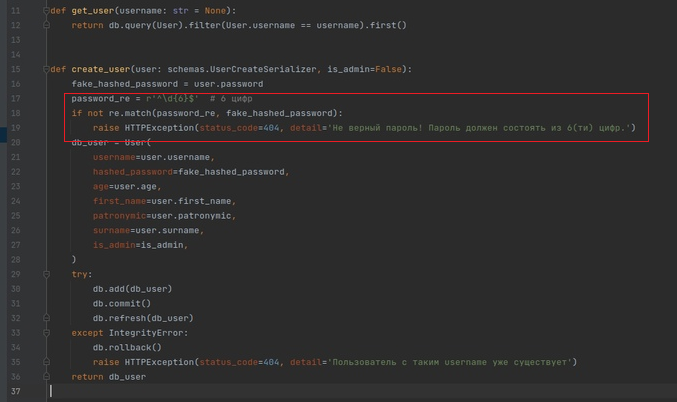 11 def get_user(username: str = None):
12     return db.query(User).filter(User.username == username).first()
13
14
15 def create_user(user: schemas.UserCreateSerializer, is_admin=False):
16     fake_hashed_password = user.password
17     password_re = r'^\d{6}$'  # 6 цифр
18     if not re.match(password_re, fake_hashed_password):
19         raise HTTPException(status_code=404, detail='Не верный пароль! Пароль должен состоять из 6(ти) цифр.')
20     db_user = User(
21         username=user.username,
22         hashed_password=fake_hashed_password,
23         age=user.age,
24         first_name=user.first_name,
25         patronymic=user.patronymic,
26         surname=user.surname,
27         is_admin=is_admin,
28     )
29     try:
30         db.add(db_user)
31         db.commit()
32         db.refresh(db_user)
33     except IntegrityError:
34         db.rollback()
35         raise HTTPException(status_code=404, detail='Пользователь с таким username уже существует')
36     return db_user
37